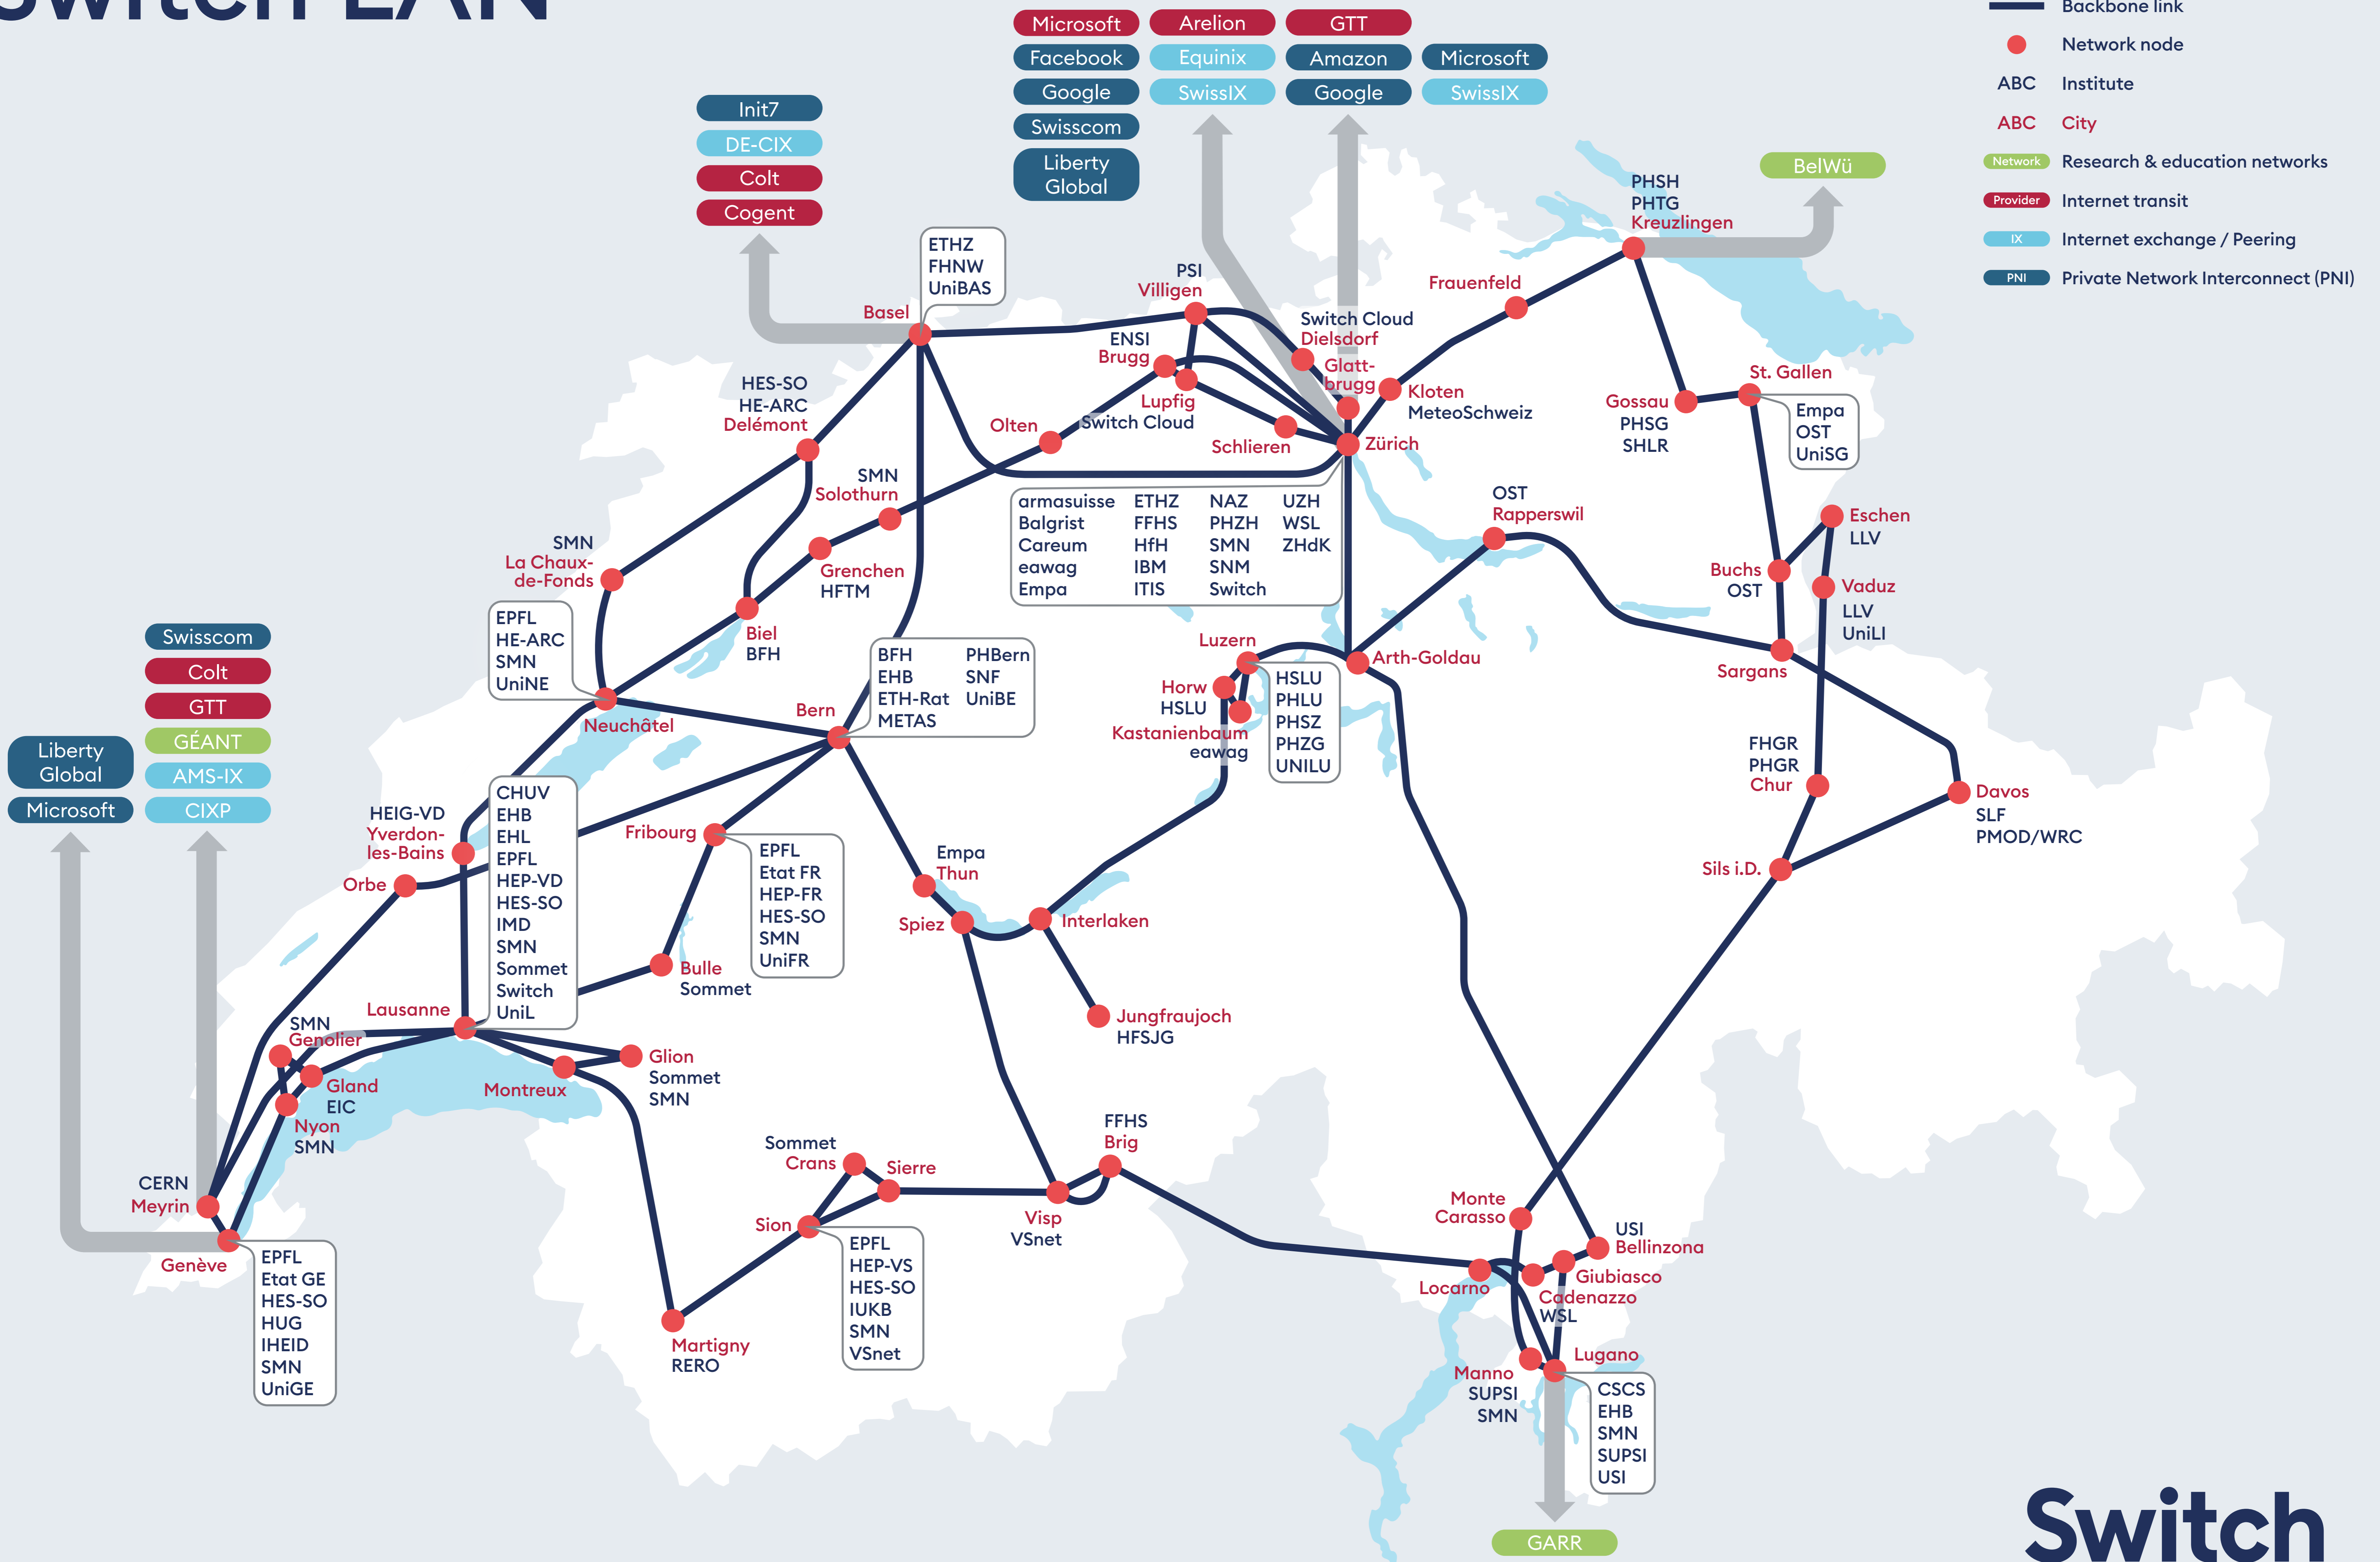 Switch LAN
Backbone link
Network node
ABC Institute
ABC City
Network Research & education networks
Provider Internet transit
IX Internet exchange / Peering
PNI Private Network Interconnect (PNI)
Microsoft
Facebook
Google
Swisscom
Liberty
Global
Arelion
Equinix
SwissIX
GTT
Amazon
Google
Microsoft
SwissIX
Init7
DE-CIX
Colt
Cogent
BelWü
PHSH
PHTG
Kreuzlingen
ETHZ
FHNW
UniBAS
Basel
PSI
Villigen
ENSI
Brugg
Lupfig
Switch Cloud
Switch Cloud
Dielsdorf
Glatt-
brugg
Kloten
MeteoSchweiz
Frauenfeld
Gossau
PHSG
SHLR
St. Gallen
Empa
OST
UniSG
Schlieren
Zürich
armasuisse ETHZ NAZ UZH
Balgrist FFHS PHZH WSL
Careum HfH SMN ZHdK
eawag IBM SNM
Empa ITIS Switch
HES-SO
HE-ARC
Delémont
Olten
SMN
Solothurn
Grenchen
HFTM
SMN
La Chaux-
de-Fonds
Biel
BFH
EPFL
HE-ARC
SMN
UniNE
Neuchâtel
Bern
BFH PHBern
EHB SNF
ETH-Rat UniBE
METAS
OST
Rapperswil
Eschen
LLV
Buchs
OST
Vaduz
LLV
UniLI
Sargans
Luzern
HSLU
PHLU
PHSZ
PHZG
UNILU
Horw
HSLU
Kastanienbaum
eawag
Arth-Goldau
FHGR
PHGR
Chur
Davos
SLF
PMOD/WRC
Sils i.D.
Swisscom
Colt
GTT
GÉANT
AMS-IX
CIXP
Liberty
Global
Microsoft
HEIG-VD
Yverdon-
les-Bains
Orbe
CHUV
EHB
EHL
EPFL
HEP-VD
HES-SO
IMD
SMN
Sommet
Switch
UniL
Lausanne
Fribourg
EPFL
Etat FR
HEP-FR
HES-SO
SMN
UniFR
Bulle
Sommet
Empa
Thun
Spiez
Interlaken
Jungfraujoch
HFSJG
SMN
Genolier
Gland
EIC
Nyon
SMN
Montreux
Glion
Sommet
SMN
CERN
Meyrin
Genève
EPFL
Etat GE
HES-SO
HUG
IHEID
SMN
UniGE
Martigny
RERO
Sommet
Crans
Sierre
Sion
EPFL
HEP-VS
HES-SO
IUKB
SMN
VSnet
Visp
VSnet
FFHS
Brig
Monte
Carasso
USI
Bellinzona
Giubiasco
Locarno
Cadenazzo
WSL
Manno
SUPSI
SMN
Lugano
CSCS
EHB
SMN
SUPSI
USI
GARR
Switch